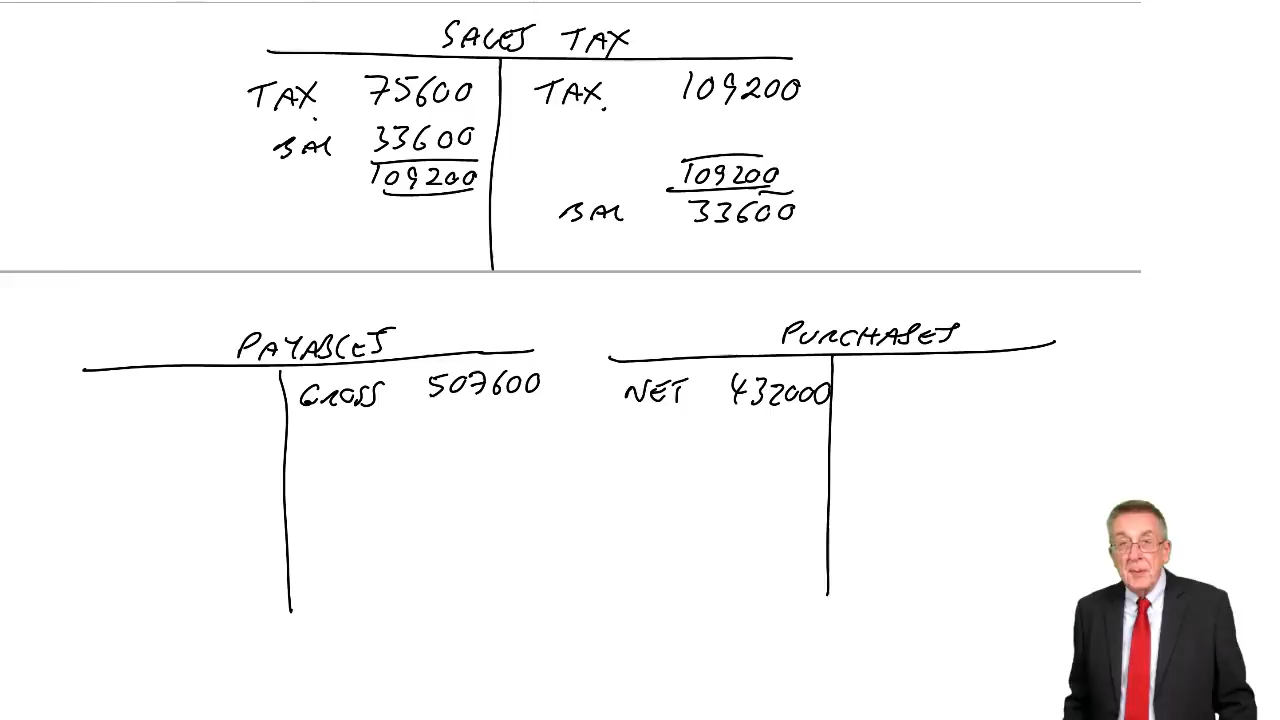 SALES TAX
TAX. 75600 TAX. 109200
BAL 33600
109200 109200
BAL 33600
PAYABLES PURCHASES
GROSS 507600 NET 432000